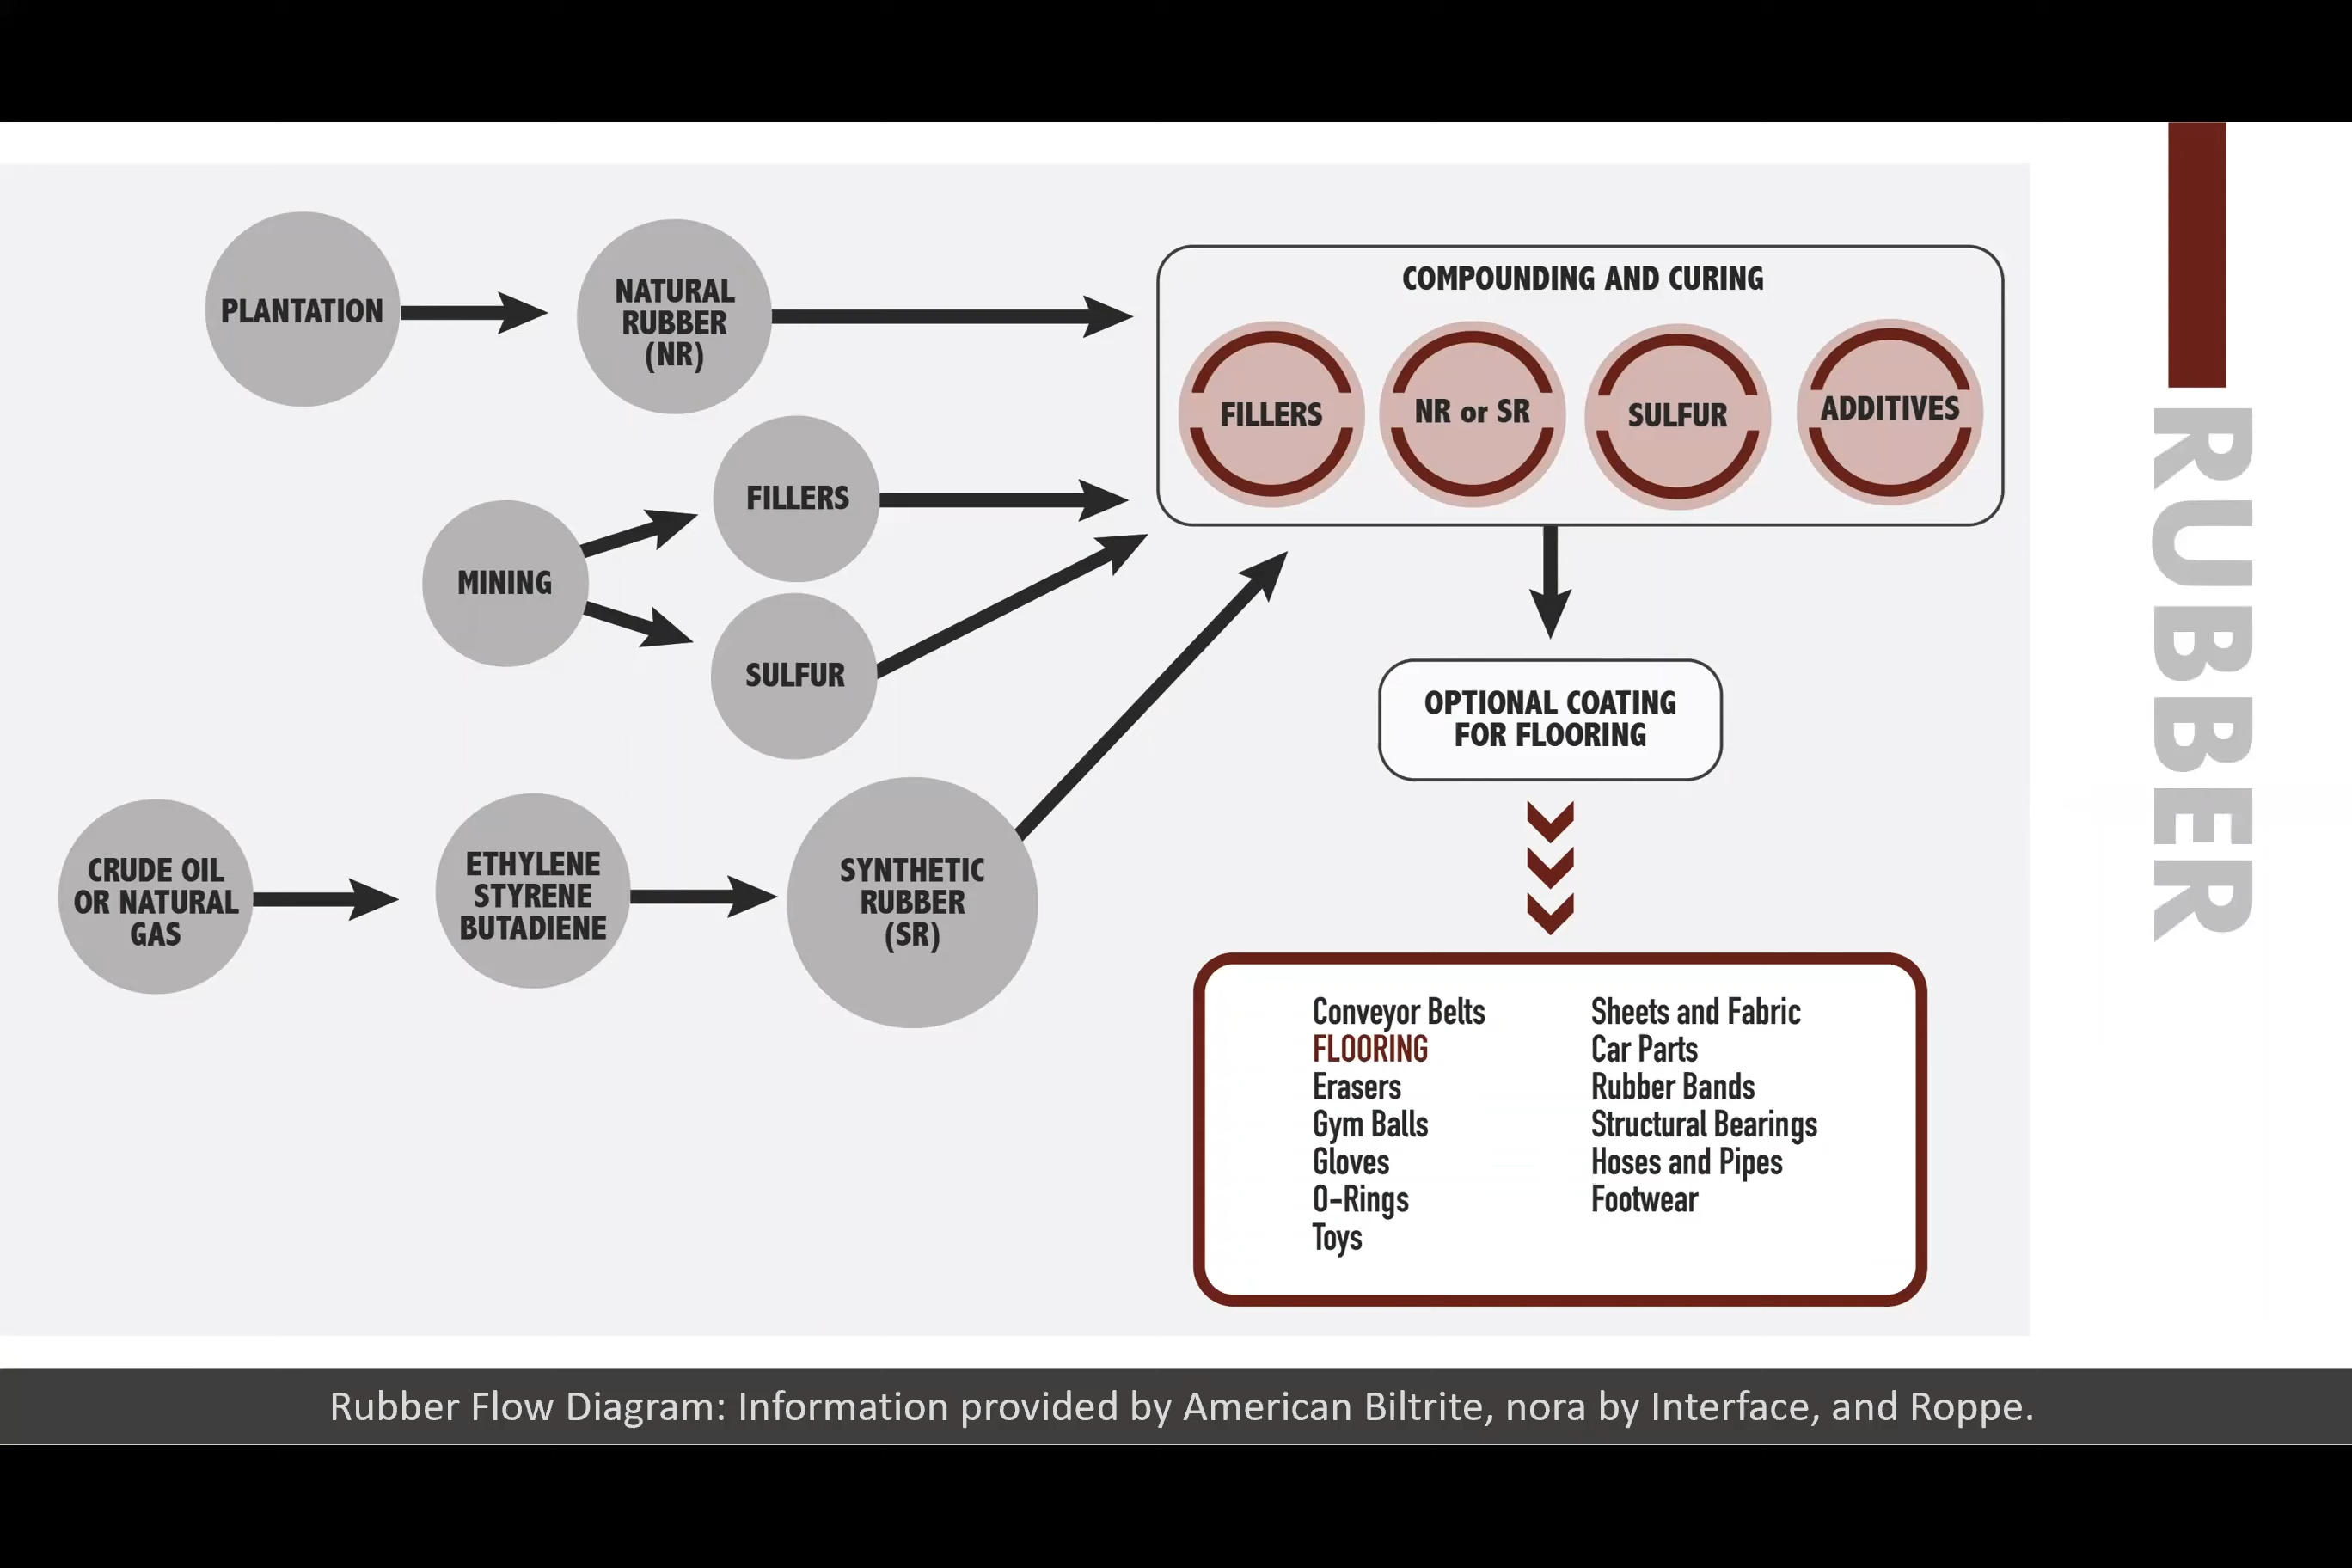 PLANTATION
NATURAL
RUBBER
(NR)
FILLERS
MINING
SULFUR
CRUDE OIL
OR NATURAL
GAS
ETHYLENE
STYRENE
BUTADIENE
SYNTHETIC
RUBBER
(SR)
COMPOUNDING AND CURING
FILLERS
NR or SR
SULFUR
ADDITIVES
OPTIONAL COATING
FOR FLOORING
Conveyor Belts
FLOORING
Erasers
Gym Balls
Gloves
O-Rings
Toys
Sheets and Fabric
Car Parts
Rubber Bands
Structural Bearings
Hoses and Pipes
Footwear
RUBBER
Rubber Flow Diagram: Information provided by American Biltrite, nora by Interface, and Roppe.